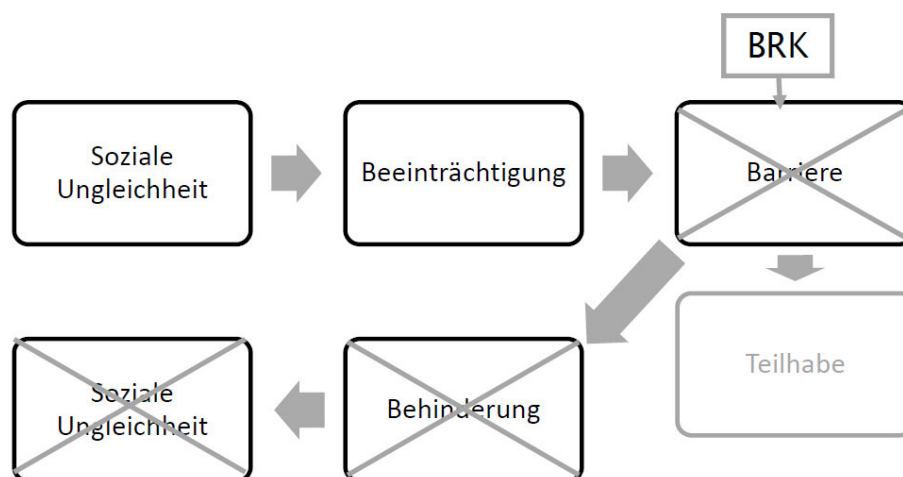 BRK
Soziale
Ungleichheit
Beeinträchtigung
Barriere
Teilhabe
Soziale
Ungleichheit
Behinderung